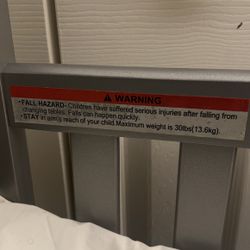 ⚠ WARNING
•FALL HAZARD- Children have suffered serious injuries after falling from
changing tables. Falls can happen quickly.
•STAY in arm's reach of your child.Maximum weight is 30lbs(13.6kg).